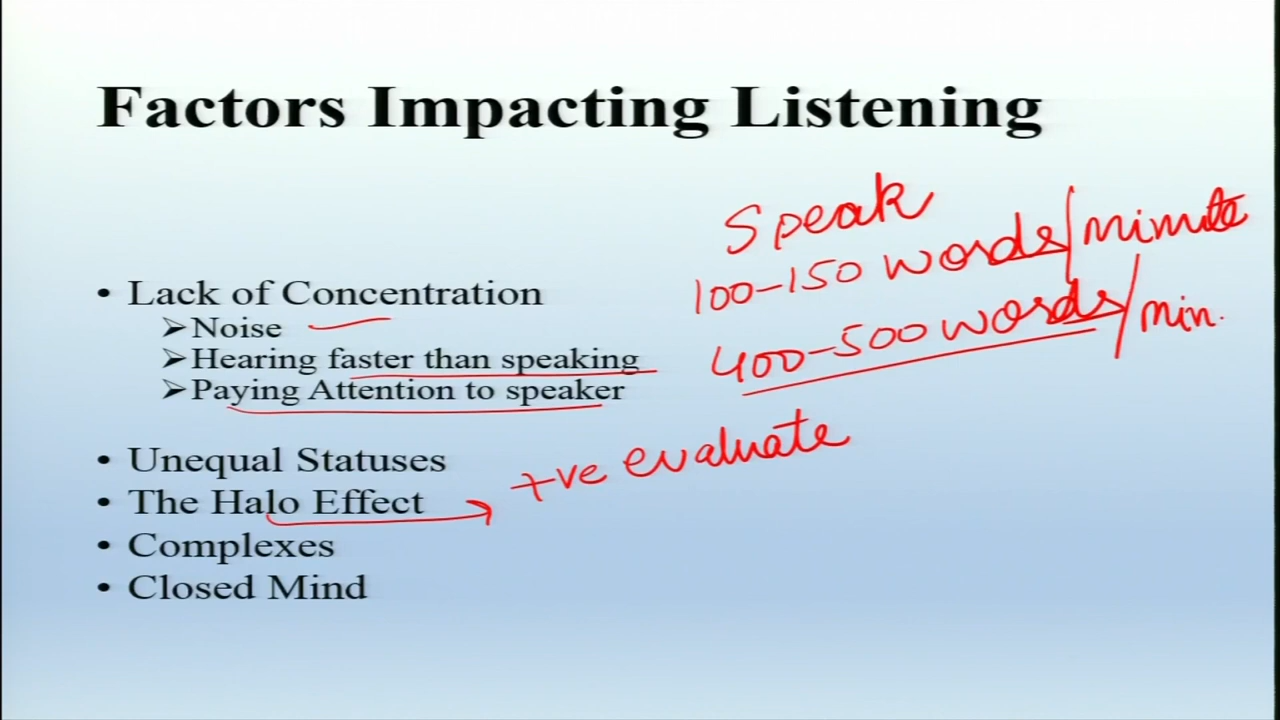 Factors Impacting Listening
Speak
100-150 words/minute
400-500 words/min.
• Lack of Concentration
➢Noise
➢Hearing faster than speaking
➢Paying Attention to speaker
• Unequal Statuses
• The Halo Effect → +ve evaluate
• Complexes
• Closed Mind